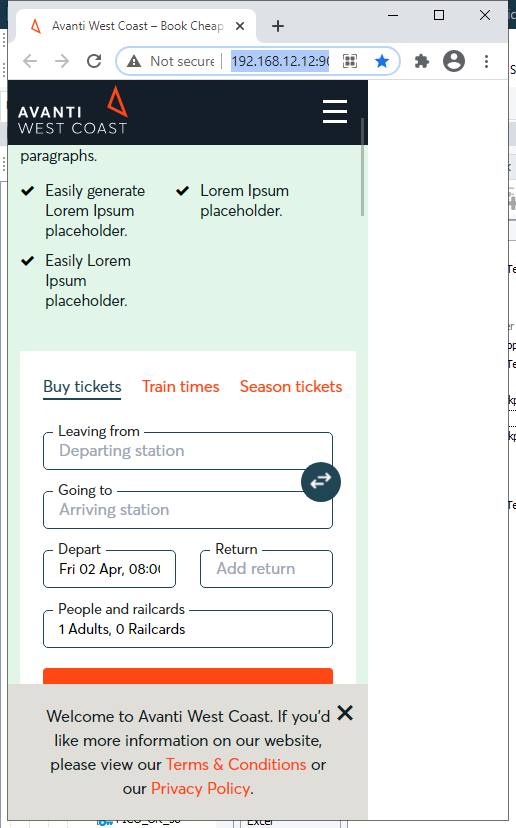 Avanti West Coast – Book Cheap
Not secure
192.168.12.12:90
AVANTI
WEST COAST
paragraphs.
Easily generate
Lorem Ipsum
placeholder.
Lorem Ipsum
placeholder.
Easily Lorem
Ipsum
placeholder.
Buy tickets Train times Season tickets
Leaving from
Departing station
Going to
Arriving station
Depart Return
Fri 02 Apr, 08:00 Add return
People and railcards
1 Adults, 0 Railcards
Welcome to Avanti West Coast. If you'd
like more information on our website,
please view our Terms & Conditions or
our Privacy Policy.
Excel